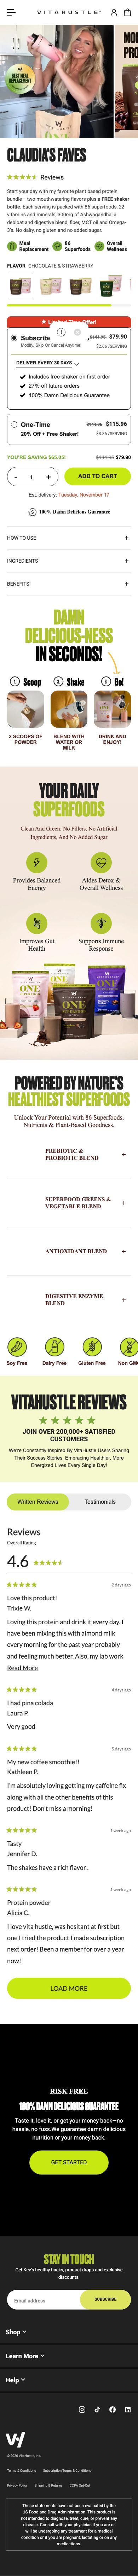 VITAHUSTLE
BEST MEAL
REPLACEMENT
CLAUDIA'S FAVES
Reviews
Start your day with my favorite plant based dream
bundle- two mouthwatering flavors plus a FREE shaker
bottle. Each serving has 20g of protein, 86 superfoods, 22
vitamins and minerals, 300mg of Ashwagandha, a
robust and digestive enzyme, fiber, MCT oil and Omega-
3's. No dairy, no gluten and no added sugar.
Meal
Replacement
86
Superfoods
Overall
Wellness
FLAVOR CHOCOLATE & STRAWBERRY
Limited Time Offer!
$144.95 $79.90
Modify, Skip Or Cancel Anytime!
$2.66 /SERVING
DELIVER EVERY 30 DAYS
Includes free shaker on first order
27% off future orders
100% Damn Delicious Guarantee
One-Time
$144.95 $115.96
20% Off + Free Shaker!
$3.86 /SERVING
YOU'RE SAVING $65.05!
$144.95 $79.90
- 1 +
ADD TO CART
Est. delivery: Tuesday, November 17
100% Damn Delicious Guarantee
HOW TO USE +
INGREDIENTS +
BENEFITS +
DAMN
DELICIOUS-NESS
IN SECONDS!
Scoop
Shake
Go!
2 SCOOPS OF
POWDER
BLEND WITH
WATER OR
MILK
DRINK AND
ENJOY!
YOUR DAILY
SUPERFOODS
Clean And Green: No Fillers, No Artificial
Ingredients, And No Added Sugar
Provides Balanced
Energy
Aides Detox &
Overall Wellness
Improves Gut
Health
Supports Immune
Response
ONE
ONE
ONE
POWERED BY NATURE'S
HEALTHIEST SUPERFOODS
Unlock Your Potential with 86 Superfoods,
Nutrients & Plant-Based Goodness.
PREBIOTIC &
PROBIOTIC BLEND +
SUPERFOOD GREENS &
VEGETABLE BLEND +
ANTIOXIDANT BLEND +
DIGESTIVE ENZYME
BLEND +
Soy Free
Dairy Free
Gluten Free
VITAHUSTLE REVIEWS
JOIN OVER 200,000+ SATISFIED
CUSTOMERS
We're Constantly Inspired By VitaHustle Users Sharing
Their Success Stories, Embracing Healthier, More
Energized Lives Every Single Day!
Written Reviews
Testimonials
Reviews
Overall Rating
4.6
2 days ago
Love this product!
Trixie W.
Loving this protein and drink it every day. I
have been mixing this with almond milk
every morning for the past year probably
and feeling much better. Also, my lab work
Read More
4 days ago
I had pina colada
Laura P.
Very good
5 days ago
My new coffee smoothie!!
Kathleen P.
I'm absolutely loving getting my caffeine fix
along with all the other benefits of this
product! Don't miss a morning!
1 week ago
Tasty
Jennifer D.
The shakes have a rich flavor .
1 week ago
Protein powder
Alicia C.
I love vita hustle, was hesitant at first but
once I tried the product I made subscription
next order! Been a member for over a year
now!
LOAD MORE
RISK FREE
100% DAMN DELICIOUS GUARANTEE
Taste it, love it, or get your money back—no
hassle, no fuss.We guarantee damn delicious
nutrition or your money back.
GET STARTED
STAY IN TOUCH
Get Kev's healthy hacks, product drops and exclusive
discounts.
Email address
SUBSCRIBE
Shop
Learn More
Help
© 2026 VitaHustle, Inc.
Terms & Conditions Subscriptions Terms & Conditions
Privacy Policy Shipping & Returns CCPA Opt-Out
These statements have not been evaluated by the
US Food and Drug Administration. This product is
not intended to diagnose, treat, cure, or prevent any
disease. Consult with your physician if you are or
will be undergoing treatment for a medical
condition or if you are pregnant, lactating or on any
medications.